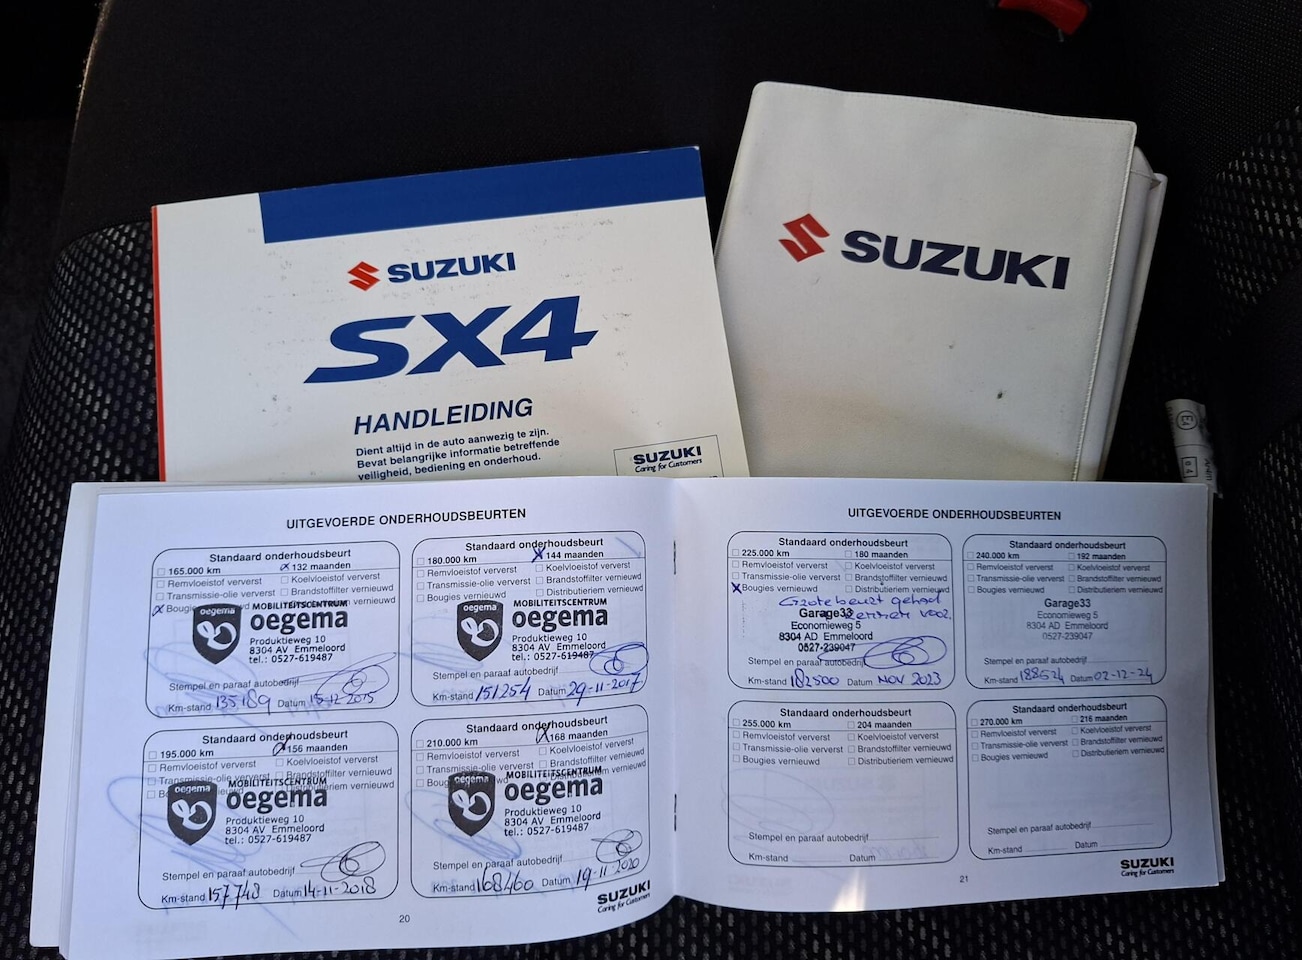 SUZUKI
SX4
HANDLEIDING
Dient altijd in de auto aanwezig te zijn.
Bevat belangrijke informatie betreffende
veiligheid, bediening en onderhoud.
SUZUKI
Caring for Customers
SUZUKI
UITGEVOERDE ONDERHOUDSBEURTEN
Standaard onderhoudsbeurt
165.000 km x 132 maanden
Remvloeistof ververst Koelvloeistof ververst
Transmissie-olie ververst Brandstoffilter vernieuwd
x Bougies
oegema MOBILITEITSCENTRUM
oegema
Produktieweg 10
8304 AV Emmeloord
tel.: 0527-619487
Stempel en paraaf autobedrijf
Km-stand 135189 Datum 15-12-2015
Standaard onderhoudsbeurt
180.000 km x 144 maanden
Remvloeistof ververst Koelvloeistof ververst
Transmissie-olie ververst Brandstoffilter vernieuwd
Bougies
oegema MOBILITEITSCENTRUM
oegema
Produktieweg 10
8304 AV Emmeloord
tel.: 0527-619487
Stempel en paraaf autobedrijf
Km-stand 151254 Datum 29-11-2017
Standaard onderhoudsbeurt
195.000 km x 156 maanden
Remvloeistof ververst Koelvloeistof ververst
Transmissie-olie ververst Brandstoffilter vernieuwd
oegema MOBILITEITSCENTRUM
oegema
Produktieweg 10
8304 AV Emmeloord
tel.: 0527-619487
Stempel en paraaf autobedrijf
Km-stand 157748 Datum 14-11-2018
Standaard onderhoudsbeurt
210.000 km x 168 maanden
Remvloeistof ververst Koelvloeistof ververst
Transmissie-olie ververst Brandstoffilter vernieuwd
oegema MOBILITEITSCENTRUM
oegema
Produktieweg 10
8304 AV Emmeloord
tel.: 0527-619487
Stempel en paraaf autobedrijf
Km-stand 168460 Datum 19-11-2020
SUZUKI
Caring for Customers
20
UITGEVOERDE ONDERHOUDSBEURTEN
Standaard onderhoudsbeurt
225.000 km 180 maanden
Remvloeistof ververst Koelvloeistof ververst
Transmissie-olie ververst Brandstoffilter vernieuwd
x Bougies vernieuwd Distributieriem vernieuwd
Grote beurt gehad
remmen voor
Garage33
Economieweg 5
8304 AD Emmeloord
0527-239047
Stempel en paraaf autobedrijf
Km-stand 182500 Datum NOV 2023
Standaard onderhoudsbeurt
240.000 km 192 maanden
Remvloeistof ververst Koelvloeistof ververst
Transmissie-olie ververst Brandstoffilter vernieuwd
Bougies vernieuwd Distributieriem vernieuwd
Garage33
Economieweg 5
8304 AD Emmeloord
0527-239047
Stempel en paraaf autobedrijf
Km-stand 188624 Datum 02-12-24
Standaard onderhoudsbeurt
255.000 km 204 maanden
Remvloeistof ververst Koelvloeistof ververst
Transmissie-olie ververst Brandstoffilter vernieuwd
Bougies vernieuwd Distributieriem vernieuwd
Stempel en paraaf autobedrijf
Km-stand Datum
Standaard onderhoudsbeurt
270.000 km 216 maanden
Remvloeistof ververst Koelvloeistof ververst
Transmissie-olie ververst Brandstoffilter vernieuwd
Bougies vernieuwd Distributieriem vernieuwd
Stempel en paraaf autobedrijf
Km-stand Datum
SUZUKI
Caring for Customers
21